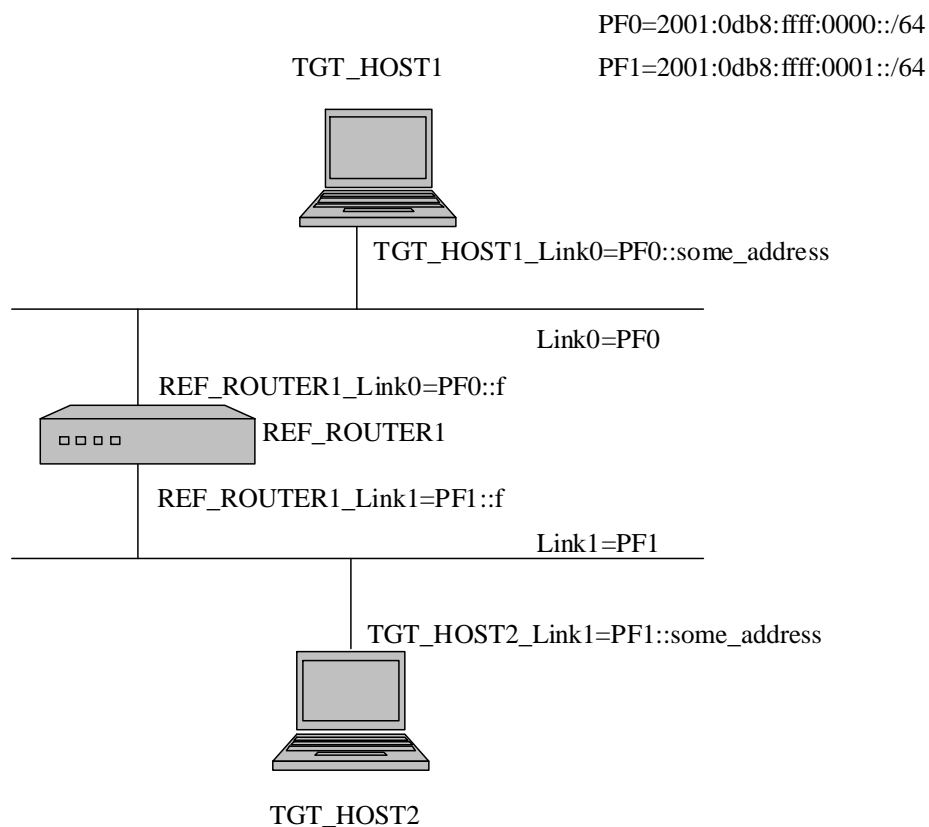 PF0=2001:0db8:ffff:0000::/64
TGT_HOST1
PF1=2001:0db8:ffff:0001::/64
TGT_HOST1_Link0=PF0::some_address
Link0=PF0
REF_ROUTER1_Link0=PF0::f
REF_ROUTER1
REF_ROUTER1_Link1=PF1::f
Link1=PF1
TGT_HOST2_Link1=PF1::some_address
TGT_HOST2